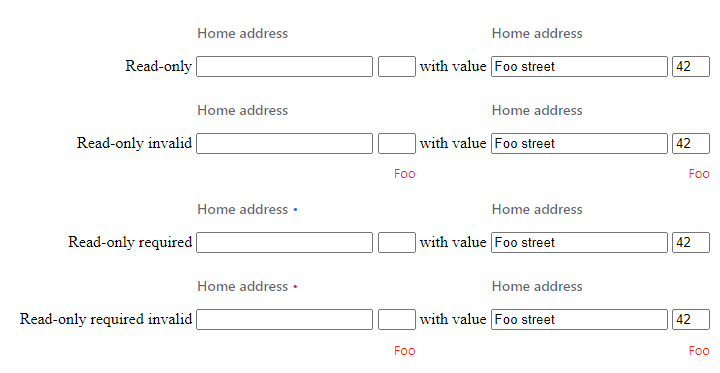 Home address Home address
Read-only with value Foo street 42
Home address Home address
Read-only invalid with value Foo street 42
Foo Foo
Home address • Home address
Read-only required with value Foo street 42
Home address • Home address
Read-only required invalid with value Foo street 42
Foo Foo